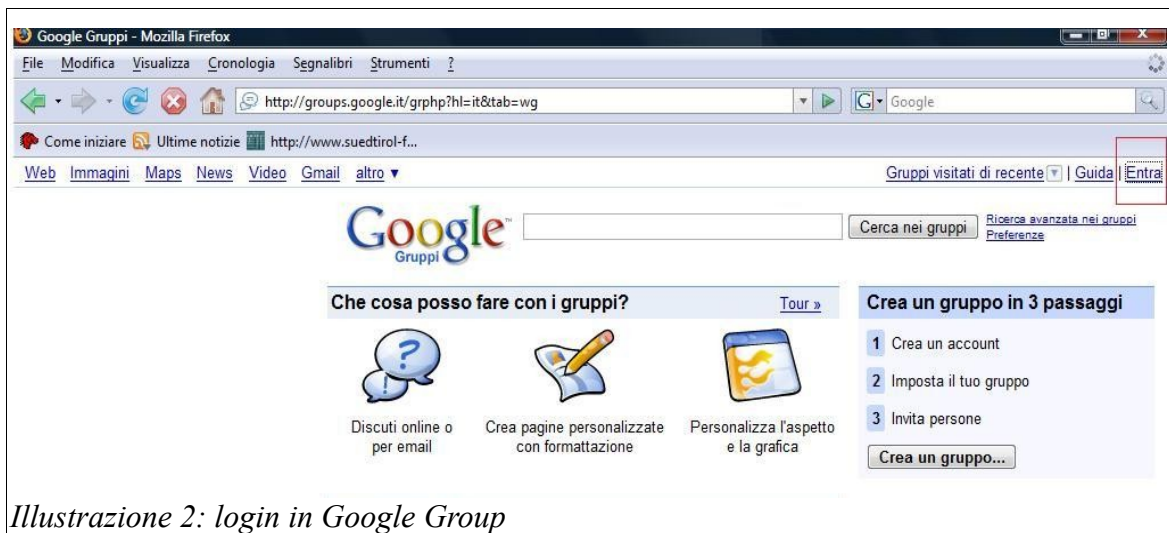 Google Gruppi - Mozilla Firefox
File Modifica Visualizza Cronologia Segnalibri Strumenti ?
http://groups.google.it/grphp?hl=it&tab=wg
G Google
Come iniziare Ultime notizie http://www.suedtirol-f...
Web Immagini Maps News Video Gmail altro ▼ Gruppi visitati di recente ▼ | Guida | Entra
Google™
Gruppi
Cerca nei gruppi
Ricerca avanzata nei gruppi
Preferenze
Che cosa posso fare con i gruppi? Tour »
Discuti online o
per email
Crea pagine personalizzate
con formattazione
Personalizza l'aspetto
e la grafica
Crea un gruppo in 3 passaggi
1 Crea un account
2 Imposta il tuo gruppo
3 Invita persone
Crea un gruppo...
Illustrazione 2: login in Google Group